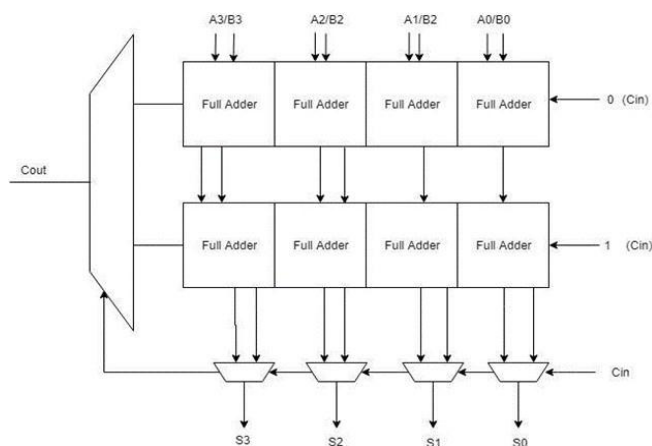 A3/B3 A2/B2 A1/B2 A0/B0
Full Adder Full Adder Full Adder Full Adder
0 (Cin)
Cout
Full Adder Full Adder Full Adder Full Adder
1 (Cin)
Cin
S3 S2 S1 S0